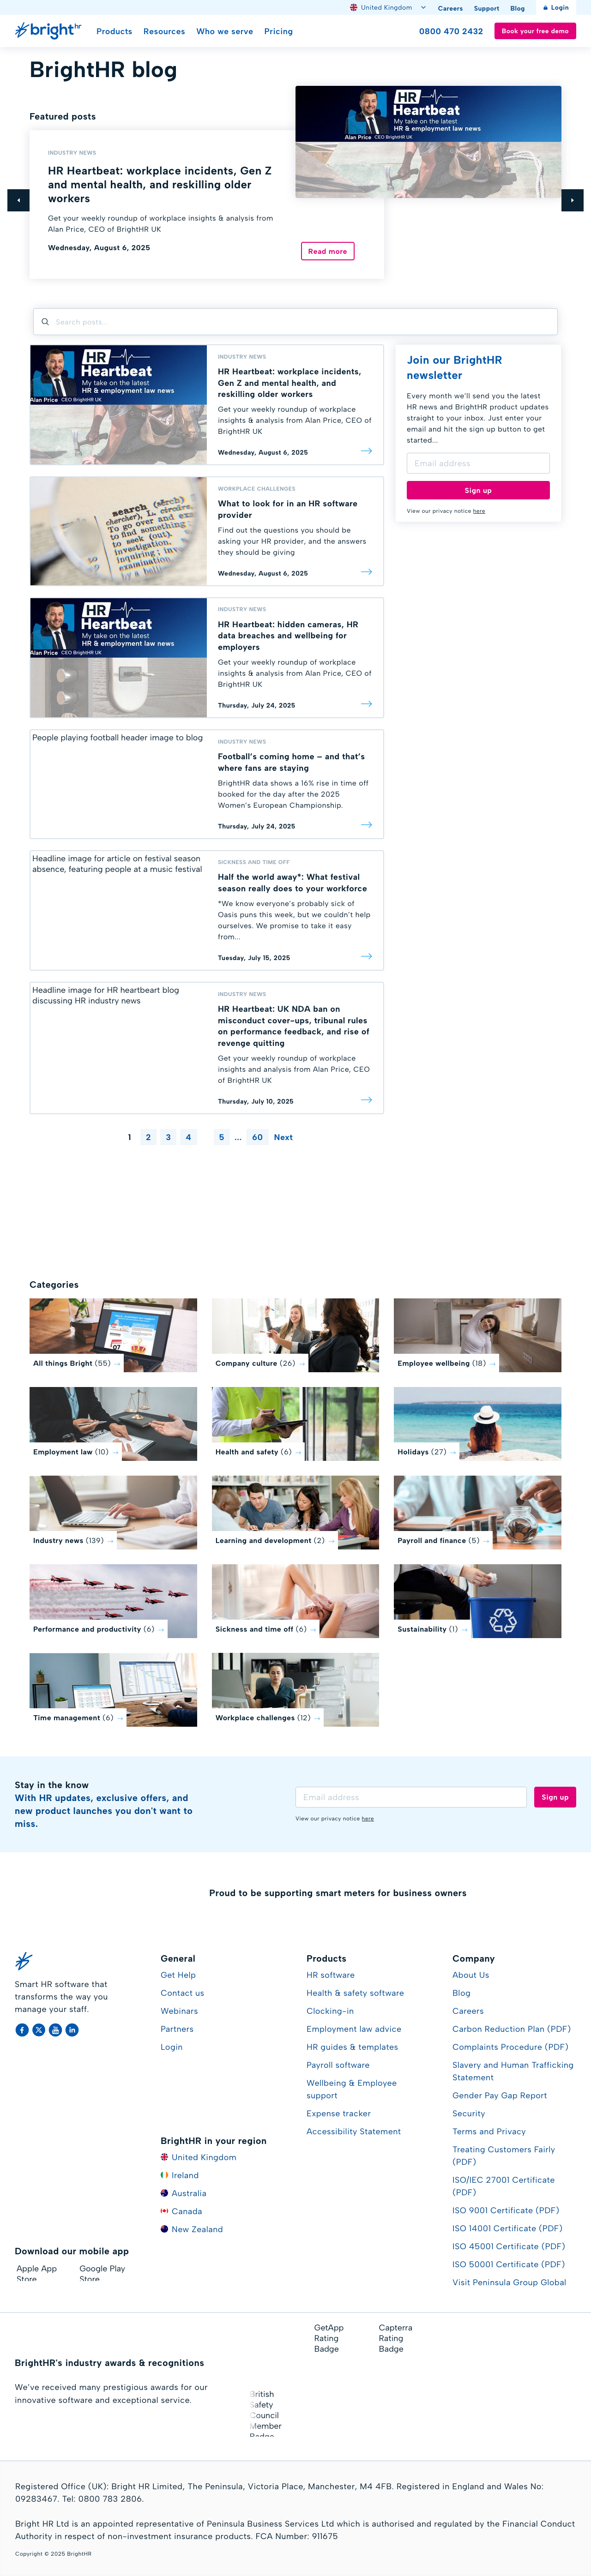 United Kingdom
Careers
Support
Blog
Login
bright hr
Products
Resources
Who we serve
Pricing
0800 470 2432
Book your free demo
BrightHR blog
Featured posts
INDUSTRY NEWS
HR Heartbeat: workplace incidents, Gen Z
and mental health, and reskilling older
workers
Get your weekly roundup of workplace insights & analysis from
Alan Price, CEO of BrightHR UK
Wednesday, August 6, 2025
Read more
HR
Heartbeat
My take on the latest
HR & employment law news
Alan Price CEO BrightHR UK
Search posts...
HR
Heartbeat
My take on the latest
HR & employment law news
Alan Price CEO BrightHR UK
INDUSTRY NEWS
HR Heartbeat: workplace incidents,
Gen Z and mental health, and
reskilling older workers
Get your weekly roundup of workplace
insights & analysis from Alan Price, CEO of
BrightHR UK
Wednesday, August 6, 2025
Join our BrightHR
newsletter
Every month we'll send you the latest
HR news and BrightHR product updates
straight to your inbox. Just enter your
email and hit the sign up button to get
started...
Email address
Sign up
View our privacy notice here
WORKPLACE CHALLENGES
What to look for in an HR software
provider
Find out the questions you should be
asking your HR provider, and the answers
they should be giving
Wednesday, August 6, 2025
HR
Heartbeat
My take on the latest
HR & employment law news
Alan Price CEO BrightHR UK
INDUSTRY NEWS
HR Heartbeat: hidden cameras, HR
data breaches and wellbeing for
employers
Get your weekly roundup of workplace
insights & analysis from Alan Price, CEO of
BrightHR UK
Thursday, July 24, 2025
People playing football header image to blog
INDUSTRY NEWS
Football's coming home – and that's
where fans are staying
BrightHR data shows a 16% rise in time off
booked for the day after the 2025
Women's European Championship.
Thursday, July 24, 2025
Headline image for article on festival season
absence, featuring people at a music festival
SICKNESS AND TIME OFF
Half the world away*: What festival
season really does to your workforce
*We know everyone's probably sick of
Oasis puns this week, but we couldn't help
ourselves. We promise to take it easy
from...
Tuesday, July 15, 2025
Headline image for HR heartbeart blog
discussing HR industry news
INDUSTRY NEWS
HR Heartbeat: UK NDA ban on
misconduct cover-ups, tribunal rules
on performance feedback, and rise of
revenge quitting
Get your weekly roundup of workplace
insights and analysis from Alan Price, CEO
of BrightHR UK
Thursday, July 10, 2025
1 2 3 4 5 ... 60 Next
Categories
All things Bright (55)
Company culture (26)
Employee wellbeing (18)
Employment law (10)
Health and safety (6)
Holidays (27)
Industry news (139)
Learning and development (2)
Payroll and finance (5)
Performance and productivity (6)
Sickness and time off (6)
Sustainability (1)
Time management (6)
Workplace challenges (12)
Stay in the know
With HR updates, exclusive offers, and
new product launches you don't want to
miss.
Email address
Sign up
View our privacy notice here
Proud to be supporting smart meters for business owners
Smart HR software that
transforms the way you
manage your staff.
General
Get Help
Contact us
Webinars
Partners
Login
BrightHR in your region
United Kingdom
Ireland
Australia
Canada
New Zealand
Products
HR software
Health & safety software
Clocking-in
Employment law advice
HR guides & templates
Payroll software
Wellbeing & Employee
support
Expense tracker
Accessibility Statement
Company
About Us
Blog
Careers
Carbon Reduction Plan (PDF)
Complaints Procedure (PDF)
Slavery and Human Trafficking
Statement
Gender Pay Gap Report
Security
Terms and Privacy
Treating Customers Fairly
(PDF)
ISO/IEC 27001 Certificate
(PDF)
ISO 9001 Certificate (PDF)
ISO 14001 Certificate (PDF)
ISO 45001 Certificate (PDF)
ISO 50001 Certificate (PDF)
Visit Peninsula Group Global
Download our mobile app
Apple App
Store
Google Play
Store
GetApp
Rating
Badge
Capterra
Rating
Badge
BrightHR's industry awards & recognitions
We've received many prestigious awards for our
innovative software and exceptional service.
British
Safety
Council
Member
Badge
Registered Office (UK): Bright HR Limited, The Peninsula, Victoria Place, Manchester, M4 4FB. Registered in England and Wales No:
09283467. Tel: 0800 783 2806.
Bright HR Ltd is an appointed representative of Peninsula Business Services Ltd which is authorised and regulated by the Financial Conduct
Authority in respect of non-investment insurance products. FCA Number: 911675
Copyright © 2025 BrightHR